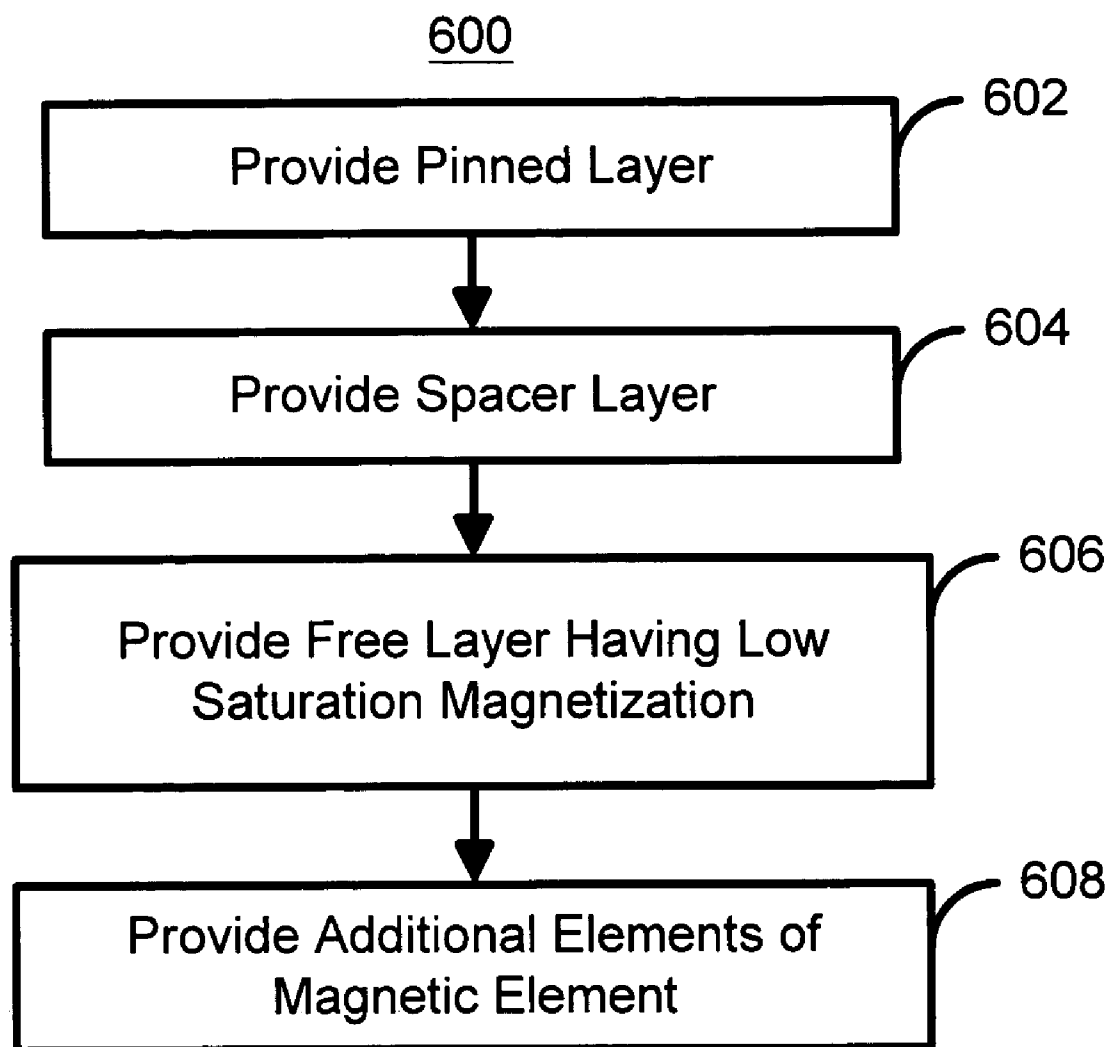 600
602
Provide Pinned Layer
604
Provide Spacer Layer
606
Provide Free Layer Having Low
Saturation Magnetization
608
Provide Additional Elements of
Magnetic Element